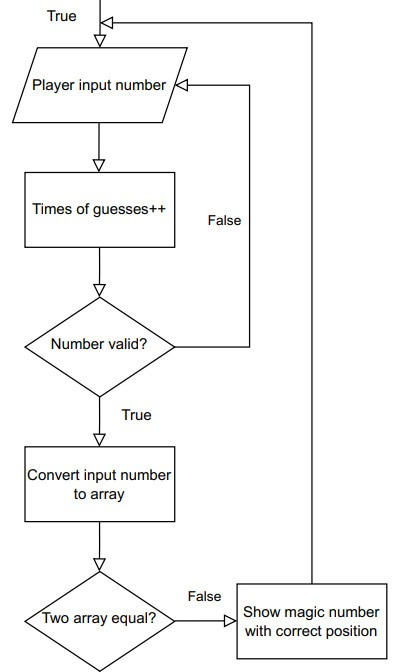 True
Player input number
Times of guesses++
False
Number valid?
True
Convert input number
to array
False
Two array equal?
Show magic number
with correct position